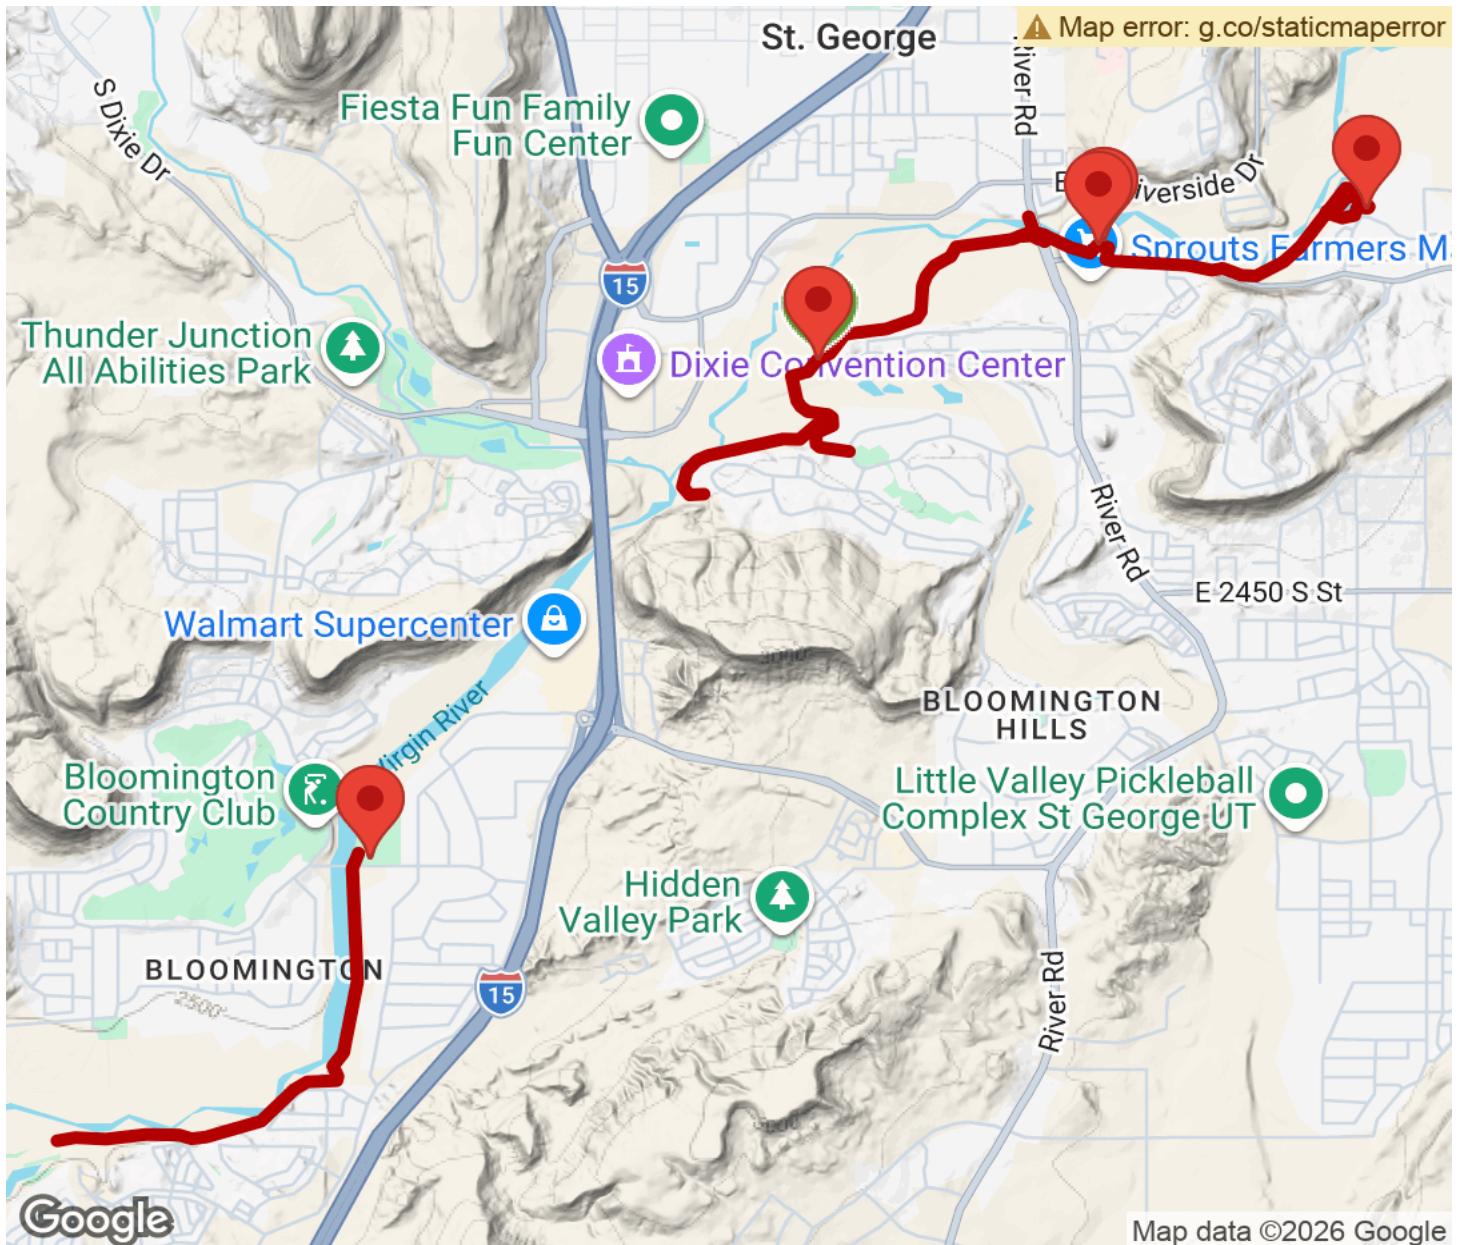 Map error: g.co/staticmaperror
St. George
River Rd
S Dixie Dr
Fiesta Fun Family
Fun Center
Riverside Dr
Sprouts Farmers M
15
Thunder Junction
All Abilities Park
Dixie Convention Center
River Rd
E 2450 S St
Walmart Supercenter
3000'
Virgin River
BLOOMINGTON
HILLS
Bloomington
Country Club
Little Valley Pickleball
Complex St George UT
Hidden
Valley Park
BLOOMINGTON
15
2500'
River Rd
Google
Map data ©2026 Google